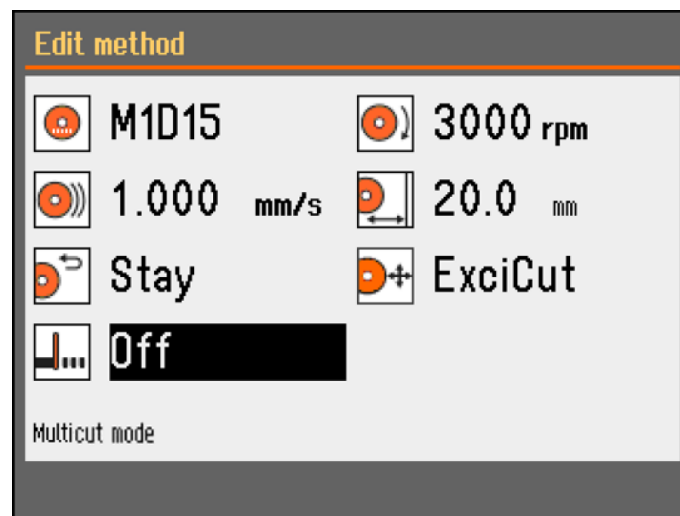 Edit method
M1D15 3000 rpm
1.000 mm/s 20.0 mm
Stay ExciCut
Off
Multicut mode